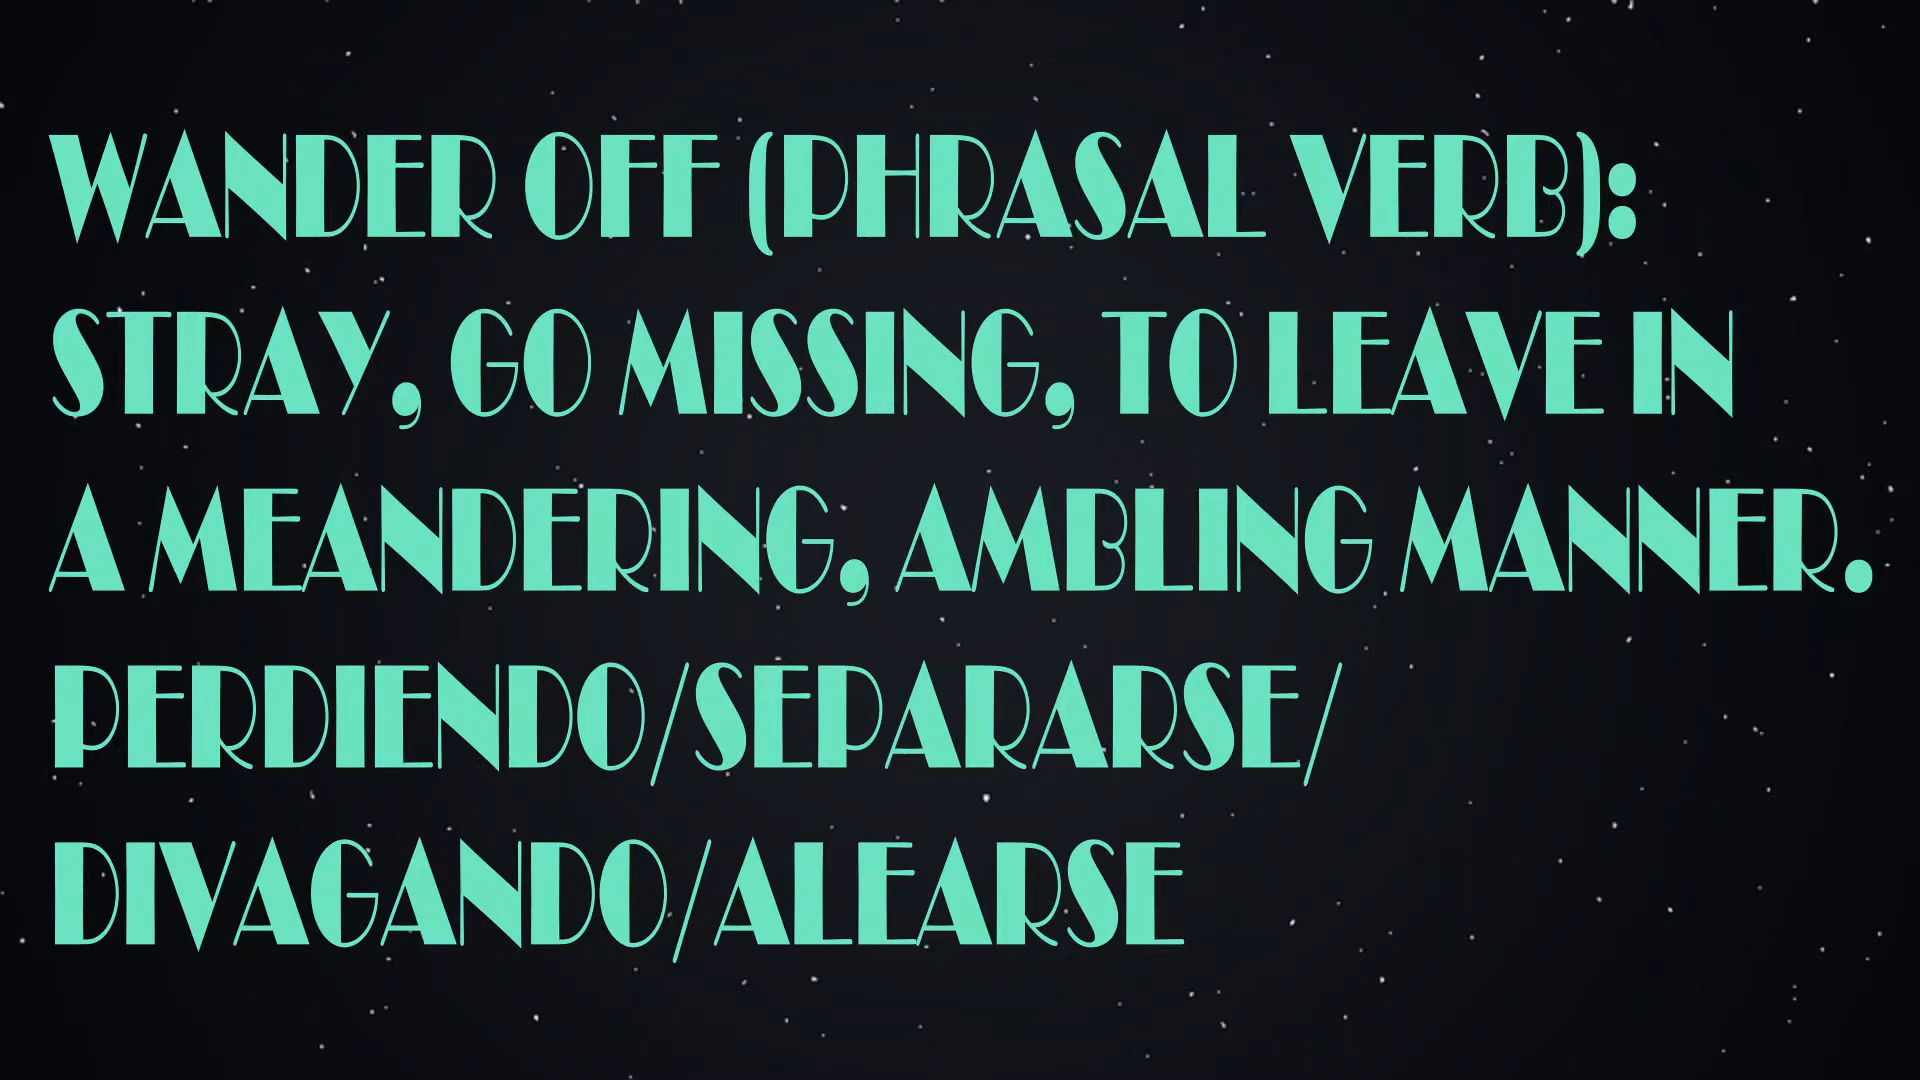 WANDER OFF (PHRASAL VERB):
STRAY, GO MISSING, TO LEAVE IN
A MEANDERING, AMBLING MANNER.
PERDIENDO/SEPARARSE/
DIVAGANDO/ALEARSE